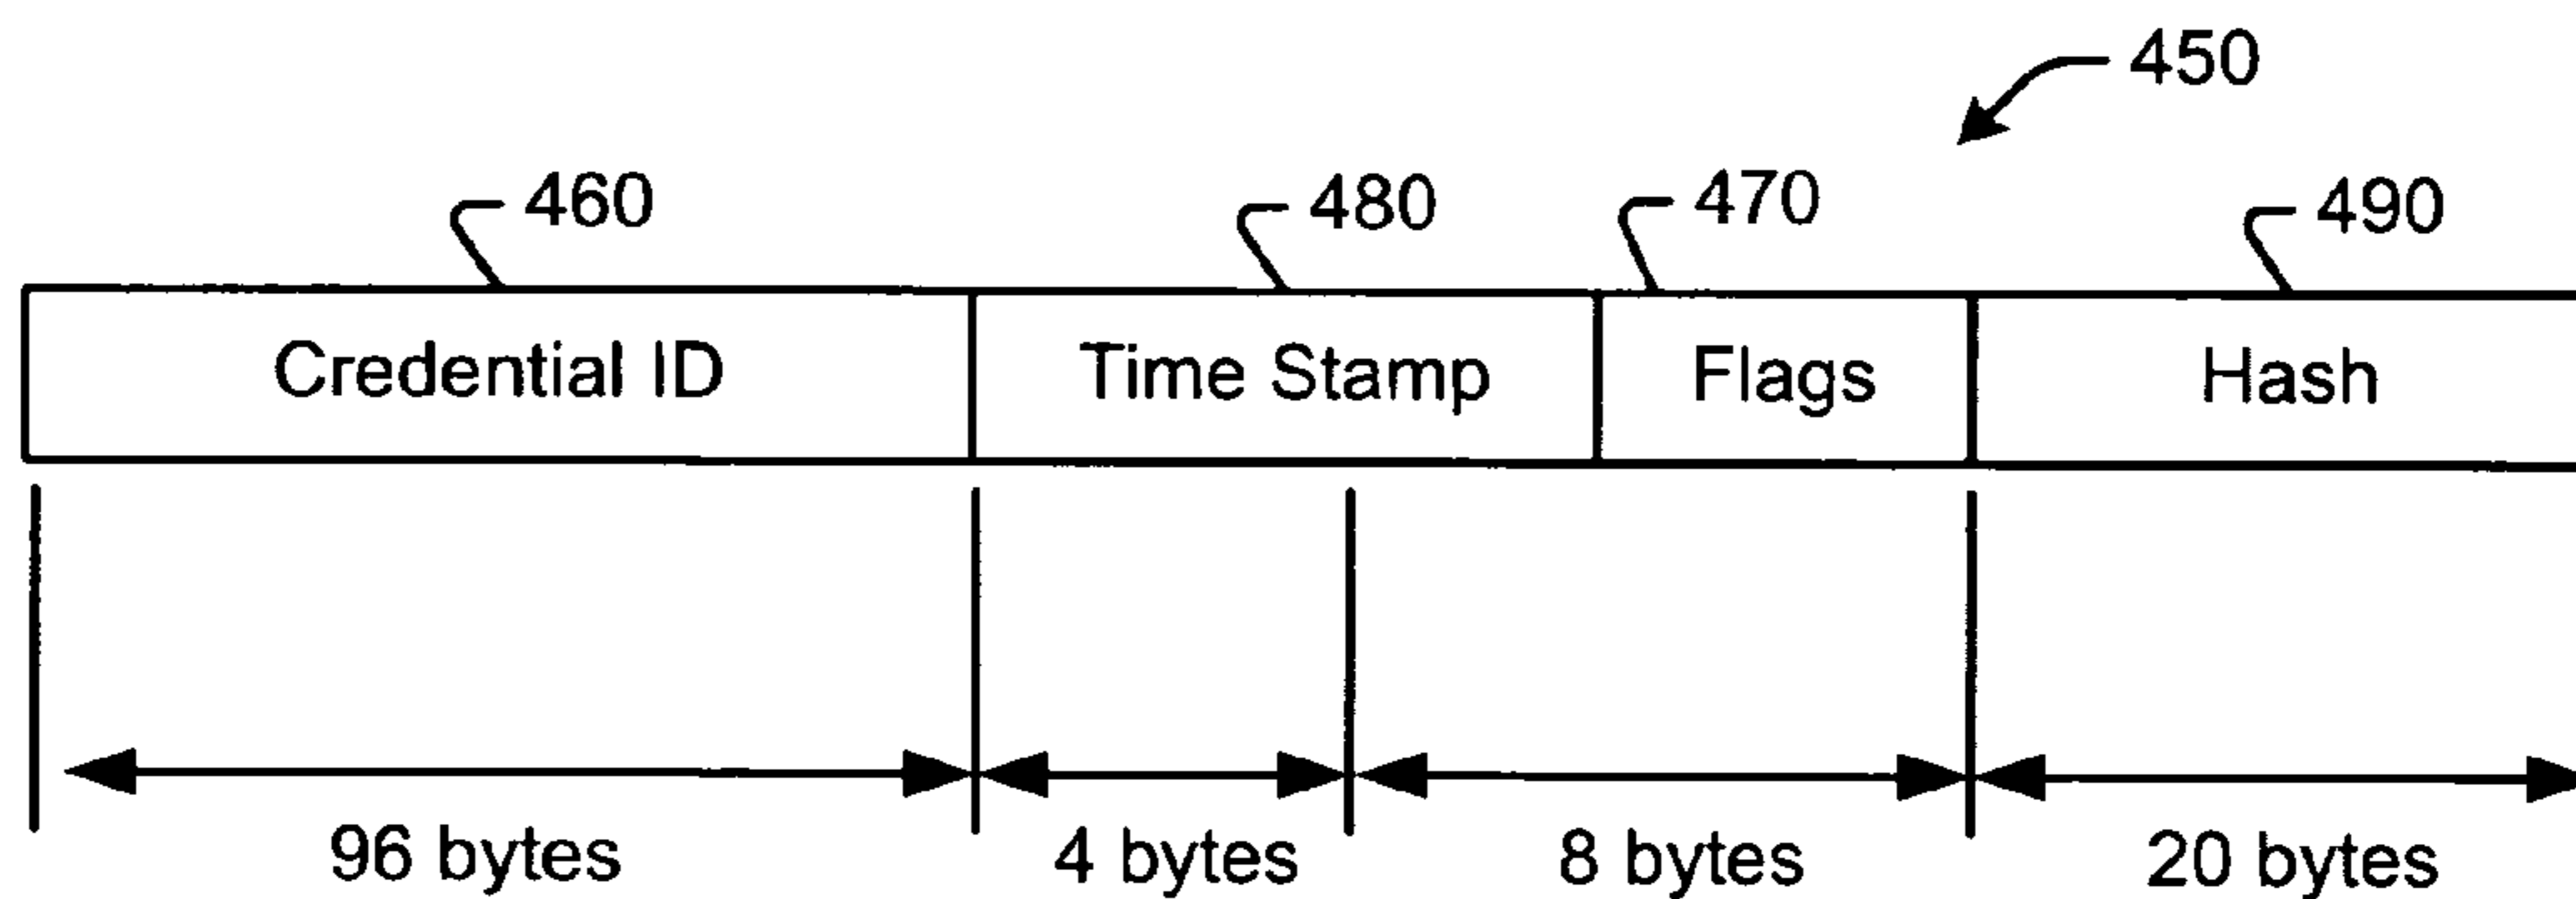 450
460 480 470 490
Credential ID Time Stamp Flags Hash
96 bytes 4 bytes 8 bytes 20 bytes